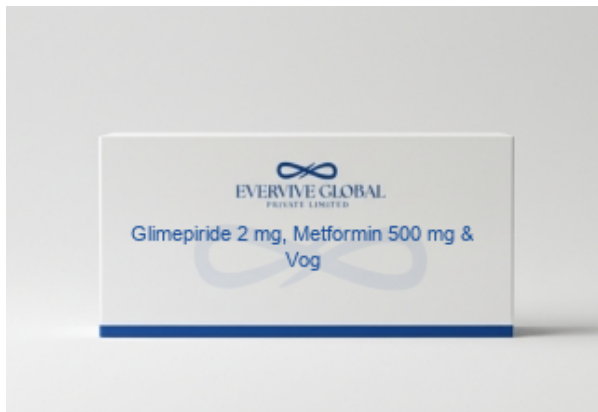 EVERVIVE GLOBAL
PRIVATE LIMITED
Glimepiride 2 mg, Metformin 500 mg &
Vog